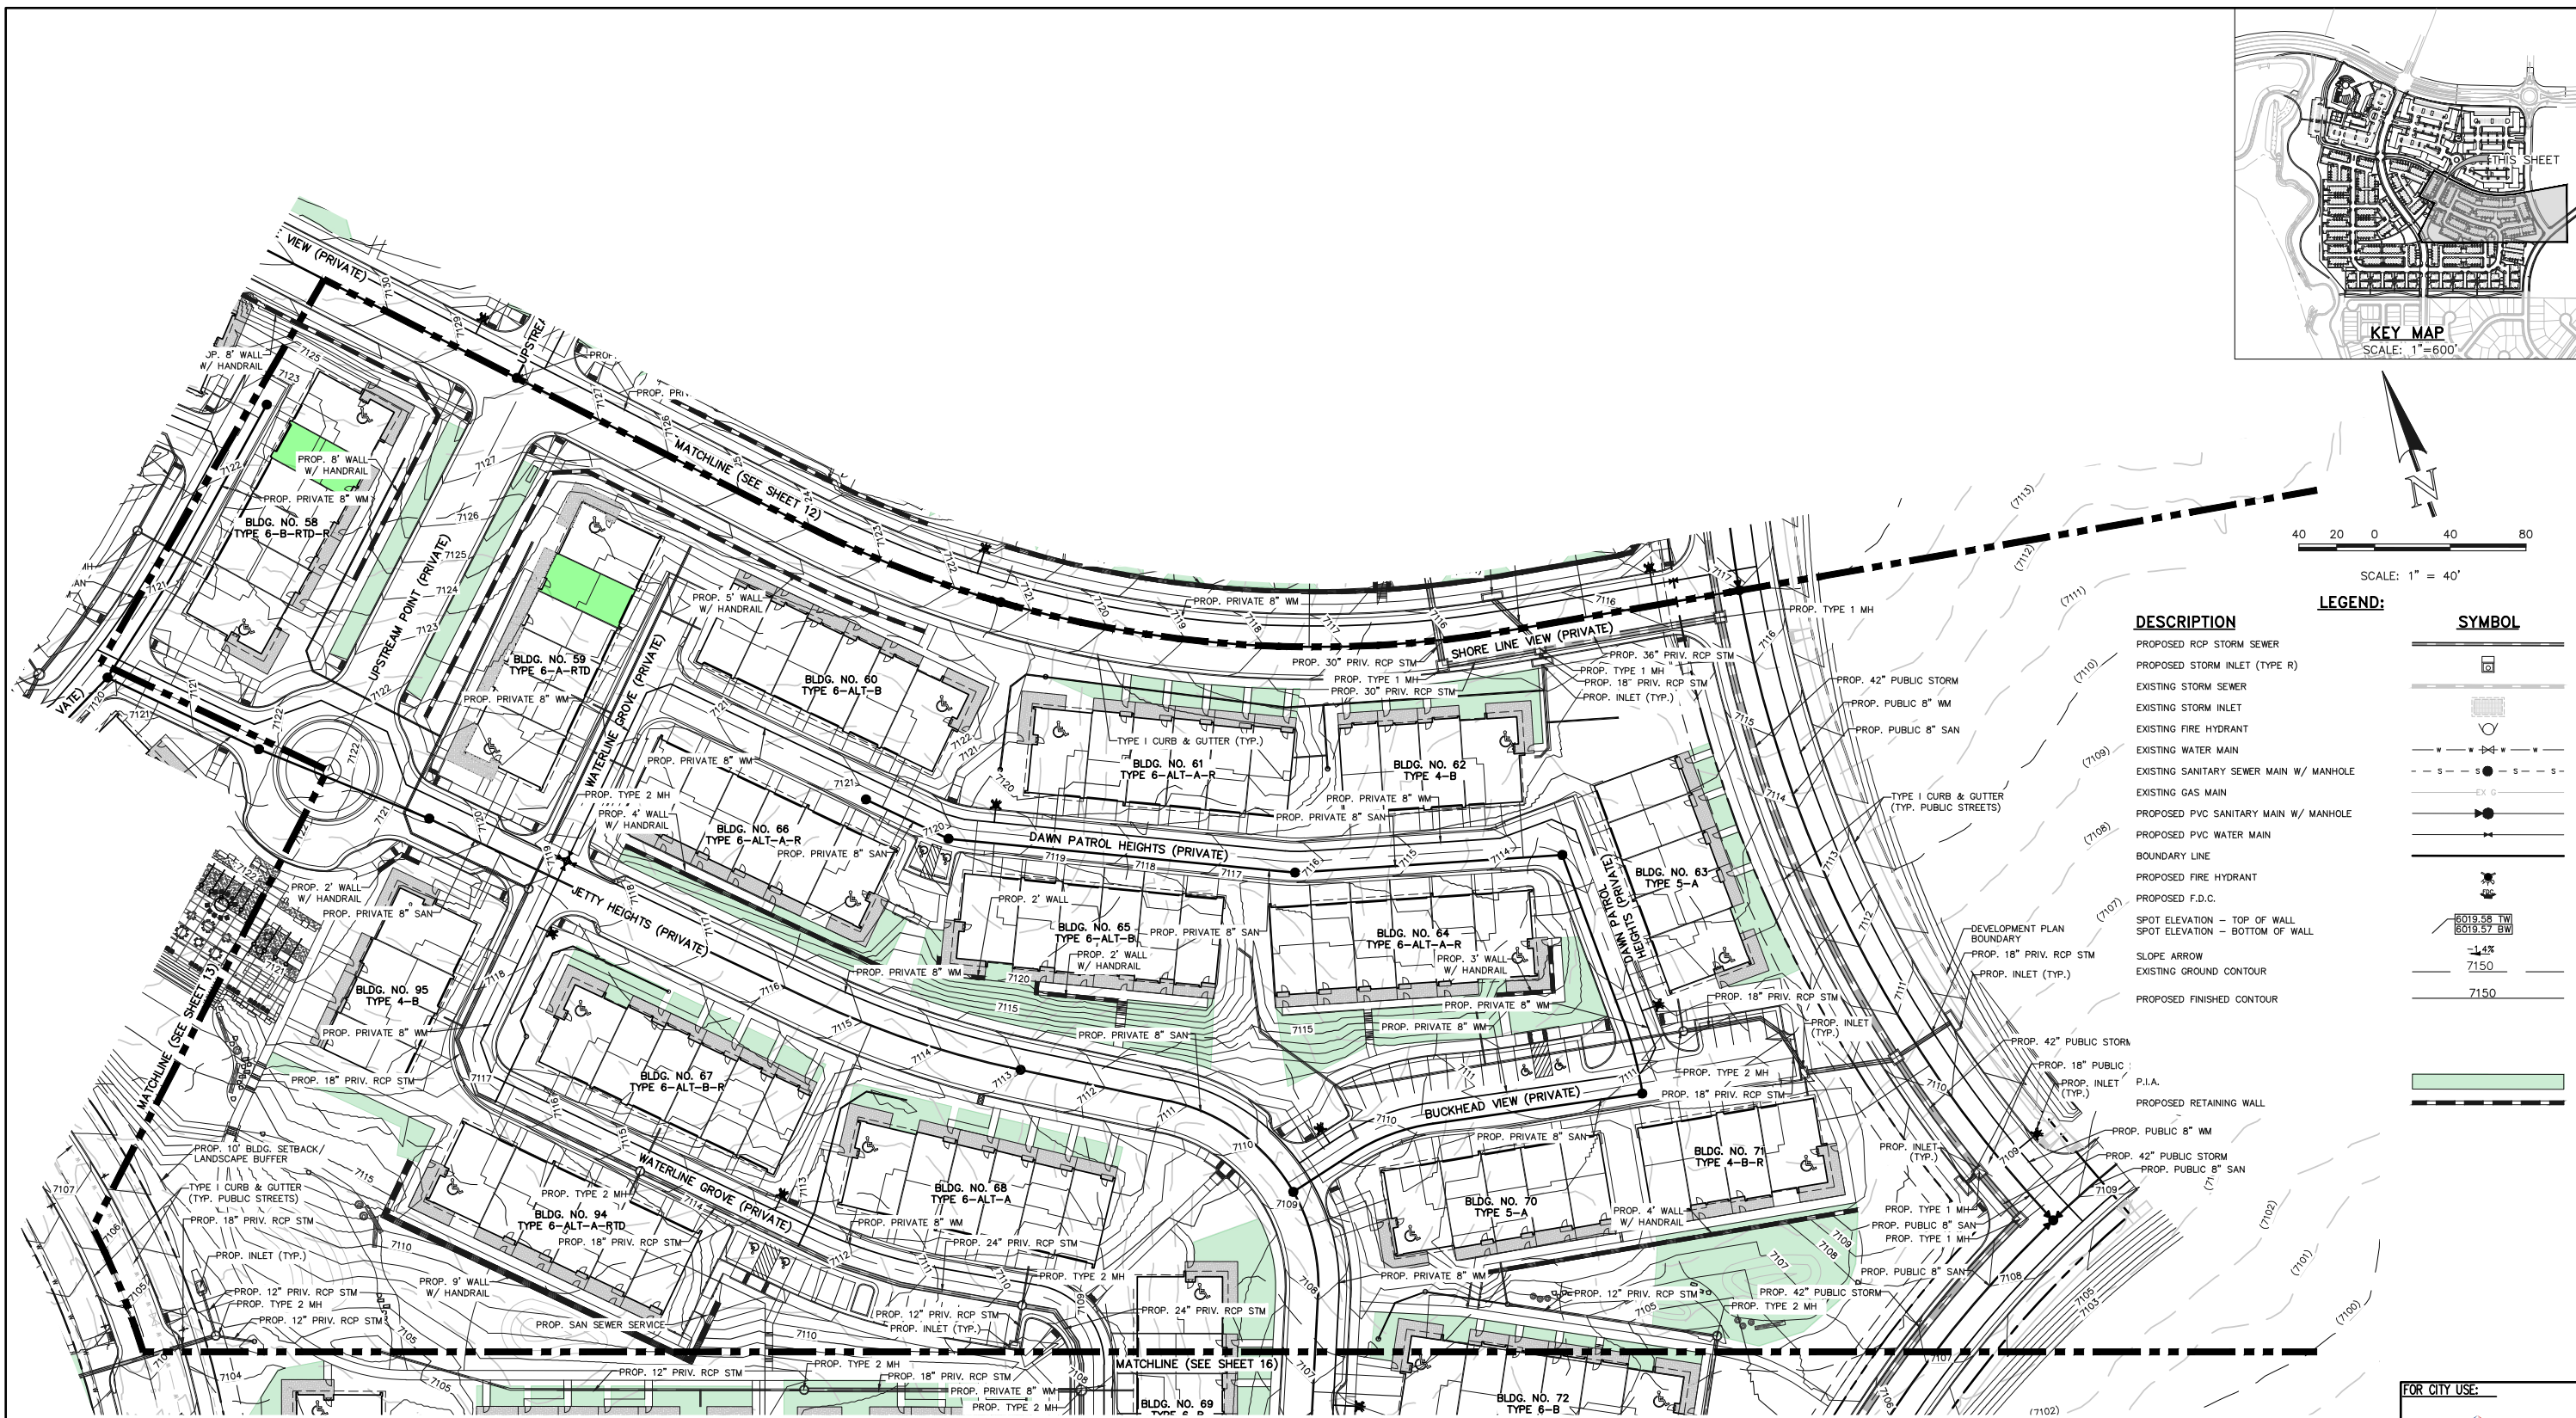 THIS SHEET
KEY MAP
SCALE: 1"=600'
N
40 20 0 40 80
SCALE: 1" = 40'
LEGEND:
DESCRIPTION SYMBOL
PROPOSED RCP STORM SEWER
PROPOSED STORM INLET (TYPE R)
EXISTING STORM SEWER
EXISTING STORM INLET
EXISTING FIRE HYDRANT
EXISTING WATER MAIN
EXISTING SANITARY SEWER MAIN W/ MANHOLE
EXISTING GAS MAIN
EX G
PROPOSED PVC SANITARY MAIN W/ MANHOLE
PROPOSED PVC WATER MAIN
BOUNDARY LINE
PROPOSED FIRE HYDRANT
PROPOSED F.D.C.
FDC
SPOT ELEVATION – TOP OF WALL
SPOT ELEVATION – BOTTOM OF WALL
6019.58 TW
6019.57 BW
SLOPE ARROW
−1.4%
EXISTING GROUND CONTOUR
7150
PROPOSED FINISHED CONTOUR
7150
P.I.A.
PROPOSED RETAINING WALL
FOR CITY USE:
VIEW (PRIVATE)
MATCHLINE (SEE SHEET 12)
MATCHLINE (SEE SHEET 13)
MATCHLINE (SEE SHEET 16)
UPSTREAM POINT (PRIVATE)
WATERLINE GROVE (PRIVATE)
SHORE LINE VIEW (PRIVATE)
DAWN PATROL HEIGHTS (PRIVATE)
DAWN PATROL
HEIGHTS (PRIVATE)
JETTY HEIGHTS (PRIVATE)
BUCKHEAD VIEW (PRIVATE)
WATERLINE GROVE (PRIVATE)
BLDG. NO. 58
TYPE 6-B-RTD-R
BLDG. NO. 59
TYPE 6-A-RTD
BLDG. NO. 60
TYPE 6-ALT-B
BLDG. NO. 61
TYPE 6-ALT-A-R
BLDG. NO. 62
TYPE 4-B
BLDG. NO. 63
TYPE 5-A
BLDG. NO. 64
TYPE 6-ALT-A-R
BLDG. NO. 65
TYPE 6-ALT-B
BLDG. NO. 66
TYPE 6-ALT-A-R
BLDG. NO. 67
TYPE 6-ALT-B-R
BLDG. NO. 68
TYPE 6-ALT-A
BLDG. NO. 69
BLDG. NO. 70
TYPE 5-A
BLDG. NO. 71
TYPE 4-B-R
BLDG. NO. 72
TYPE 6-B
BLDG. NO. 94
TYPE 6-ALT-A-RTD
BLDG. NO. 95
TYPE 4-B
PROP. 8' WALL
W/ HANDRAIL
PROP. PRIVATE 8" WM
PROP. 5' WALL
W/ HANDRAIL
PROP. PRIVATE 8" WM
PROP. TYPE 2 MH
PROP. 4' WALL
W/ HANDRAIL
PROP. PRIVATE 8" WM
PROP. PRIVATE 8" SAN
PROP. 2' WALL
W/ HANDRAIL
PROP. PRIVATE 8" SAN
PROP. PRIVATE 8" WM
PROP. 18" PRIV. RCP STM
PROP. 10' BLDG. SETBACK/
LANDSCAPE BUFFER
TYPE I CURB & GUTTER
(TYP. PUBLIC STREETS)
PROP. 18" PRIV. RCP STM
PROP. INLET (TYP.)
PROP. 12" PRIV. RCP STM
PROP. TYPE 2 MH
PROP. 12" PRIV. RCP STM
PROP. 9' WALL
W/ HANDRAIL
PROP. SAN SEWER SERVICE
PROP. TYPE 2 MH
PROP. 18" PRIV. RCP STM
PROP. PRIVATE 8" WM
PROP. 24" PRIV. RCP STM
PROP. TYPE 2 MH
PROP. 12" PRIV. RCP STM
PROP. INLET (TYP.)
PROP. 24" PRIV. RCP STM
PROP. 12" PRIV. RCP STM
PROP. TYPE 2 MH
PROP. 18" PRIV. RCP STM
PROP. PRIVATE 8" WM
PROP. TYPE 2 MH
PROP. PRIVATE 8" WM
PROP. 30" PRIV. RCP STM
PROP. TYPE 1 MH
PROP. 30" PRIV. RCP STM
PROP. 36" PRIV. RCP STM
PROP. TYPE 1 MH
PROP. 18" PRIV. RCP STM
PROP. INLET (TYP.)
PROP. TYPE 1 MH
TYPE I CURB & GUTTER (TYP.)
PROP. PRIVATE 8" WM
PROP. PRIVATE 8" SAN
PROP. 2' WALL
PROP. 2' WALL
W/ HANDRAIL
PROP. PRIVATE 8" SAN
PROP. 3' WALL
W/ HANDRAIL
PROP. PRIVATE 8" WM
PROP. PRIVATE 8" WM
PROP. PRIVATE 8" WM
PROP. PRIVATE 8" SAN
PROP. 42" PUBLIC STORM
PROP. PUBLIC 8" WM
PROP. PUBLIC 8" SAN
TYPE I CURB & GUTTER
(TYP. PUBLIC STREETS)
DEVELOPMENT PLAN
BOUNDARY
PROP. 18" PRIV. RCP STM
PROP. INLET (TYP.)
PROP. 18" PRIV. RCP STM
PROP. INLET
(TYP.)
PROP. TYPE 2 MH
PROP. 18" PRIV. RCP STM
PROP. PRIVATE 8" SAN
PROP. 42" PUBLIC STORM
PROP. 18" PUBLIC
PROP. INLET
(TYP.)
PROP. PUBLIC 8" WM
PROP. 42" PUBLIC STORM
PROP. PUBLIC 8" SAN
PROP. INLET
(TYP.)
PROP. TYPE 1 MH
PROP. PUBLIC 8" SAN
PROP. TYPE 1 MH
PROP. PUBLIC 8" SAN
PROP. 4' WALL
W/ HANDRAIL
PROP. PRIVATE 8" WM
PROP. 12" PRIV. RCP STM
PROP. 42" PUBLIC STORM
PROP. TYPE 2 MH
(7113)
(7112)
(7111)
(7110)
(7109)
(7108)
(7107)
(7102)
(7101)
(7100)
(7102)